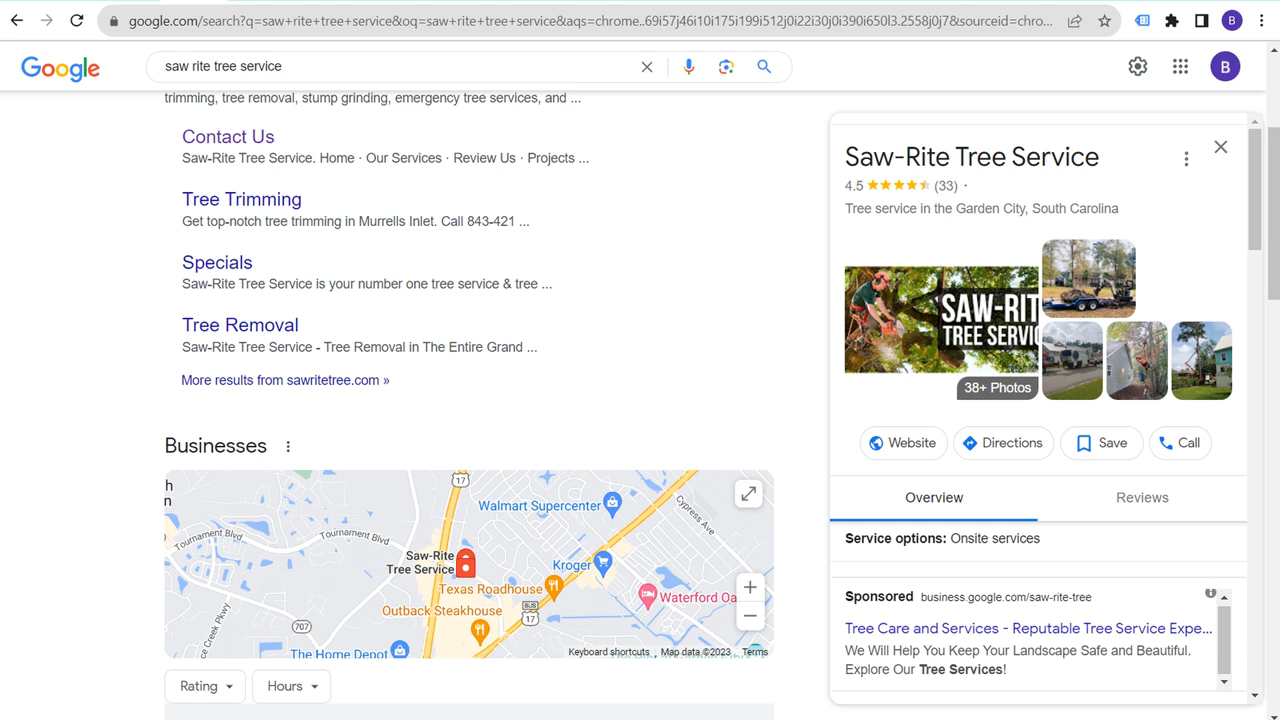 google.com/search?q=saw+rite+tree+service&oq=saw+rite+tree+service&aqs=chrome..69i57j46i10i175i199i512j0i22i30j0i390i650l3.2558j0j7&sourceid=chro...
B
Google
saw rite tree service
B
trimming, tree removal, stump grinding, emergency tree services, and ...
Contact Us
Saw-Rite Tree Service. Home · Our Services · Review Us · Projects ...
Tree Trimming
Get top-notch tree trimming in Murrells Inlet. Call 843-421 ...
Specials
Saw-Rite Tree Service is your number one tree service & tree ...
Tree Removal
Saw-Rite Tree Service - Tree Removal in The Entire Grand ...
More results from sawritetree.com »
Businesses
h
n
17
Walmart Supercenter
Cypress Ave
Tournament Blvd
Tournament Blvd
Saw-Rite
Tree Service
Kroger
Texas Roadhouse
Waterford Oa
Outback Steakhouse
BUS
17
707
ce Creek Pkwy
The Home Depot
+
−
Keyboard shortcuts
Map data ©2023
Terms
Rating
Hours
Saw-Rite Tree Service
4.5 (33) ·
Tree service in the Garden City, South Carolina
SAW-RIT
TREE SERVIC
38+ Photos
Website
Directions
Save
Call
Overview
Reviews
Service options: Onsite services
Sponsored business.google.com/saw-rite-tree
Tree Care and Services - Reputable Tree Service Expe...
We Will Help You Keep Your Landscape Safe and Beautiful.
Explore Our Tree Services!